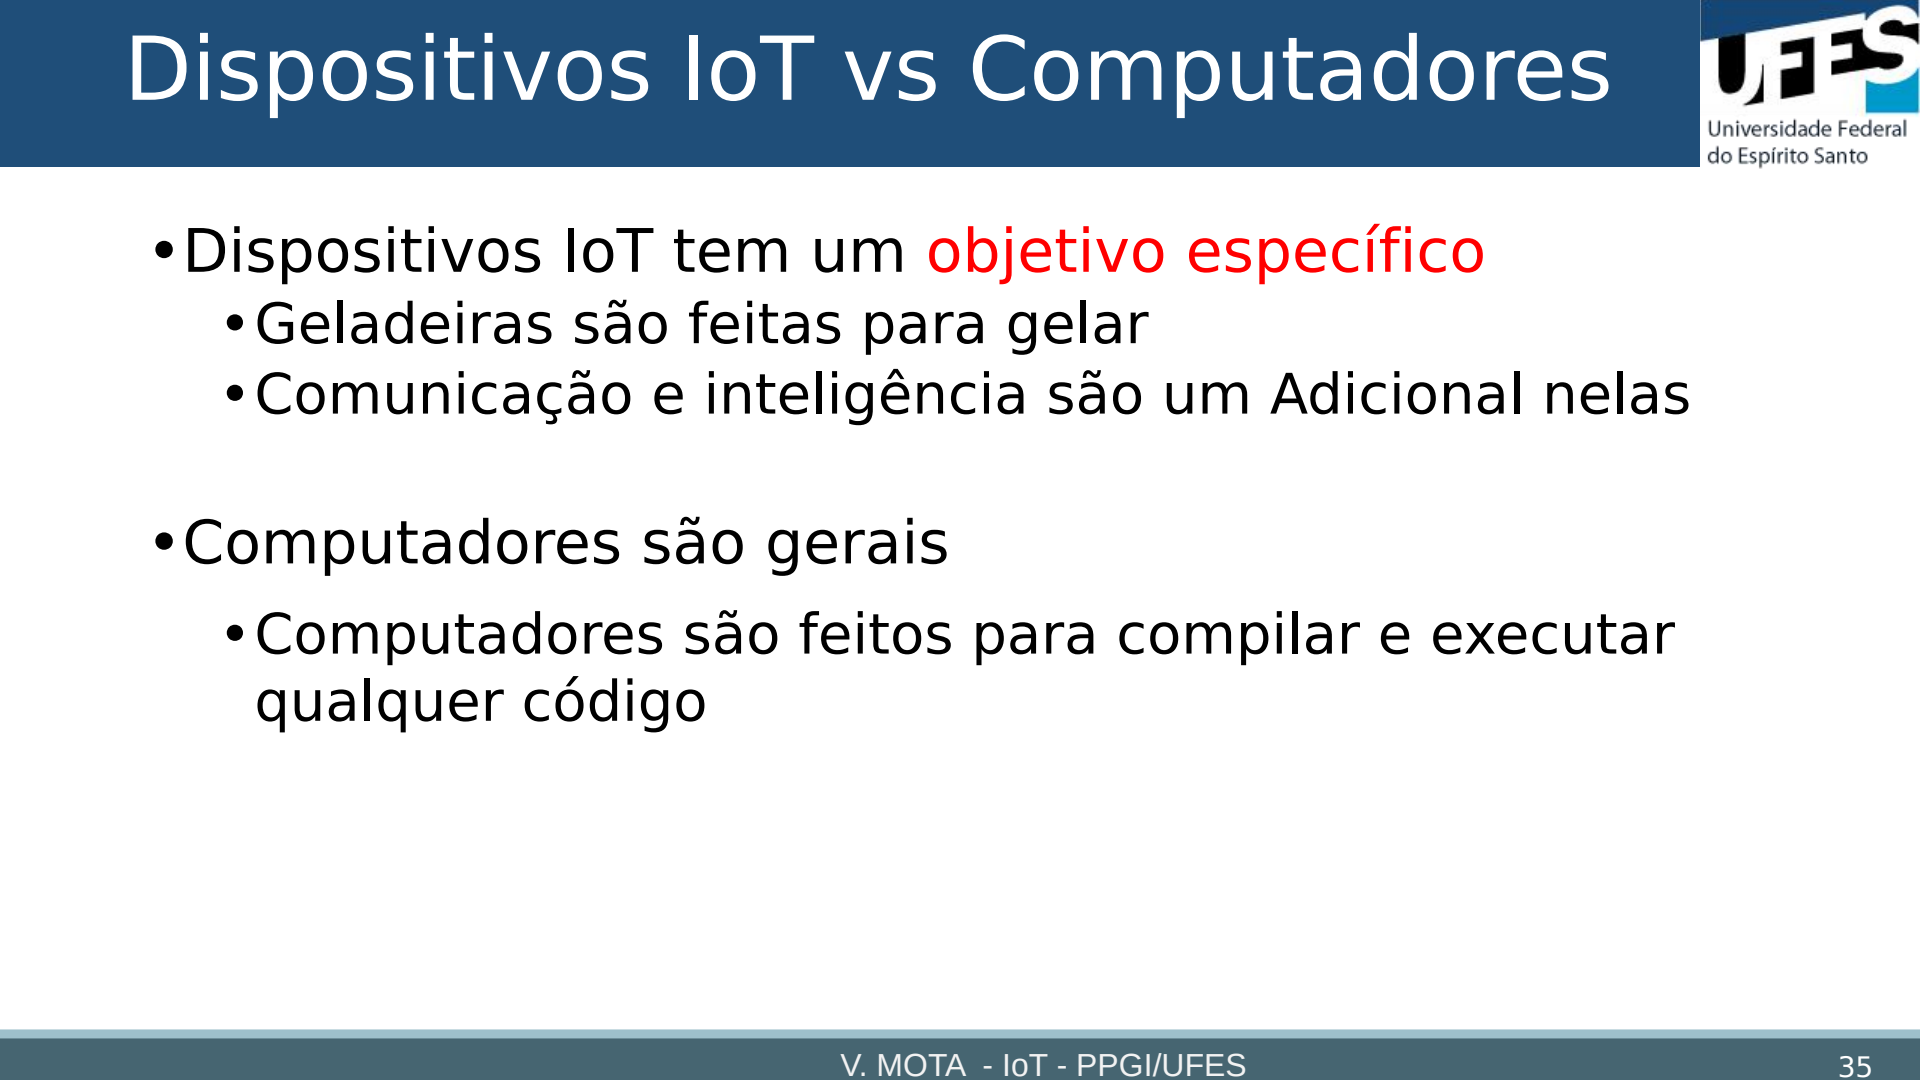 Dispositivos IoT vs Computadores
UFES
Universidade Federal
do Espírito Santo
•Dispositivos IoT tem um objetivo específico
•Geladeiras são feitas para gelar
•Comunicação e inteligência são um Adicional nelas
•Computadores são gerais
•Computadores são feitos para compilar e executar
qualquer código
V. MOTA - IoT - PPGI/UFES
35